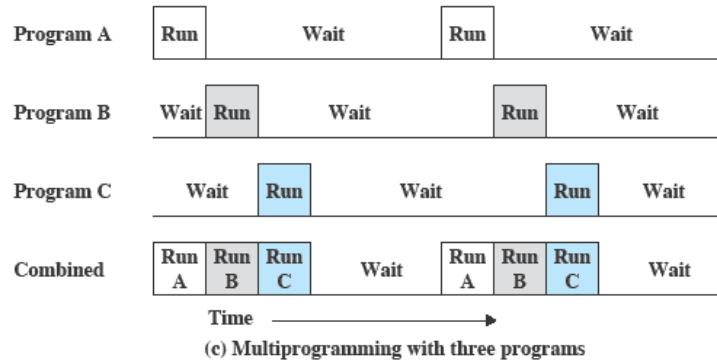 Program A Run Wait Run Wait
Program B Wait Run Wait Run Wait
Program C Wait Run Wait Run Wait
Combined Run A Run B Run C Wait Run A Run B Run C Wait
Time
(c) Multiprogramming with three programs